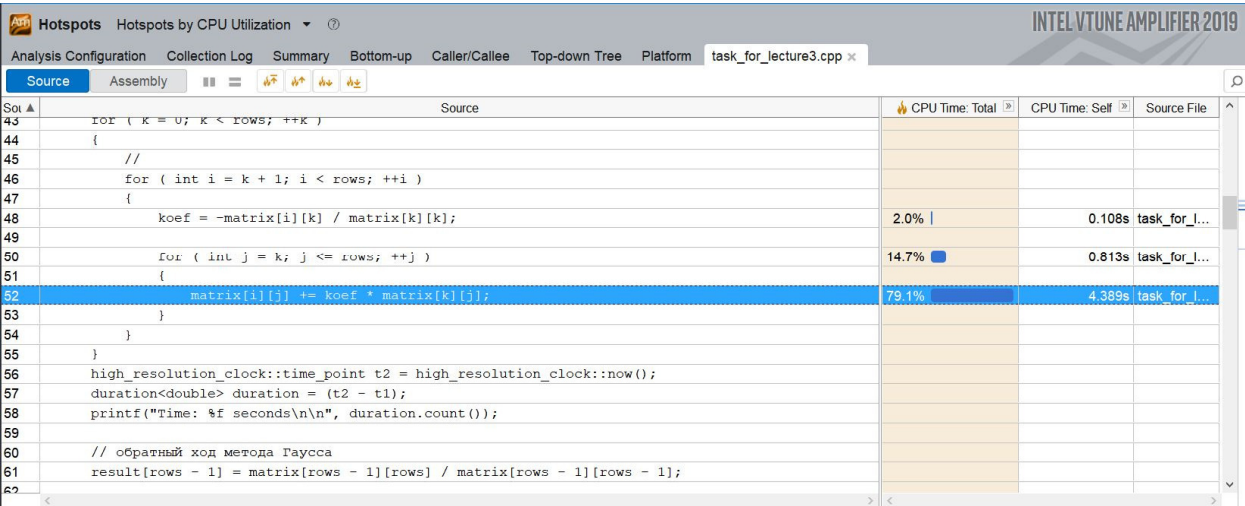 Hotspots Hotspots by CPU Utilization INTEL VTUNE AMPLIFIER 2019
Analysis Configuration Collection Log Summary Bottom-up Caller/Callee Top-down Tree Platform task_for_lecture3.cpp ×
Source Assembly
Sou Source CPU Time: Total CPU Time: Self Source File
43 for ( k = 0; k < rows; ++k )
44 {
45 //
46 for ( int i = k + 1; i < rows; ++i )
47 {
48 koef = -matrix[i][k] / matrix[k][k]; 2.0% 0.108s task_for_l...
49
50 for ( int j = k; j <= rows; ++j ) 14.7% 0.813s task_for_l...
51 {
52 matrix[i][j] += koef * matrix[k][j]; 79.1% 4.389s task_for_l...
53 }
54 }
55 }
56 high_resolution_clock::time_point t2 = high_resolution_clock::now();
57 duration<double> duration = (t2 - t1);
58 printf("Time: %f seconds\n\n", duration.count());
59
60 // обратный ход метода Гаусса
61 result[rows - 1] = matrix[rows - 1][rows] / matrix[rows - 1][rows - 1];
62